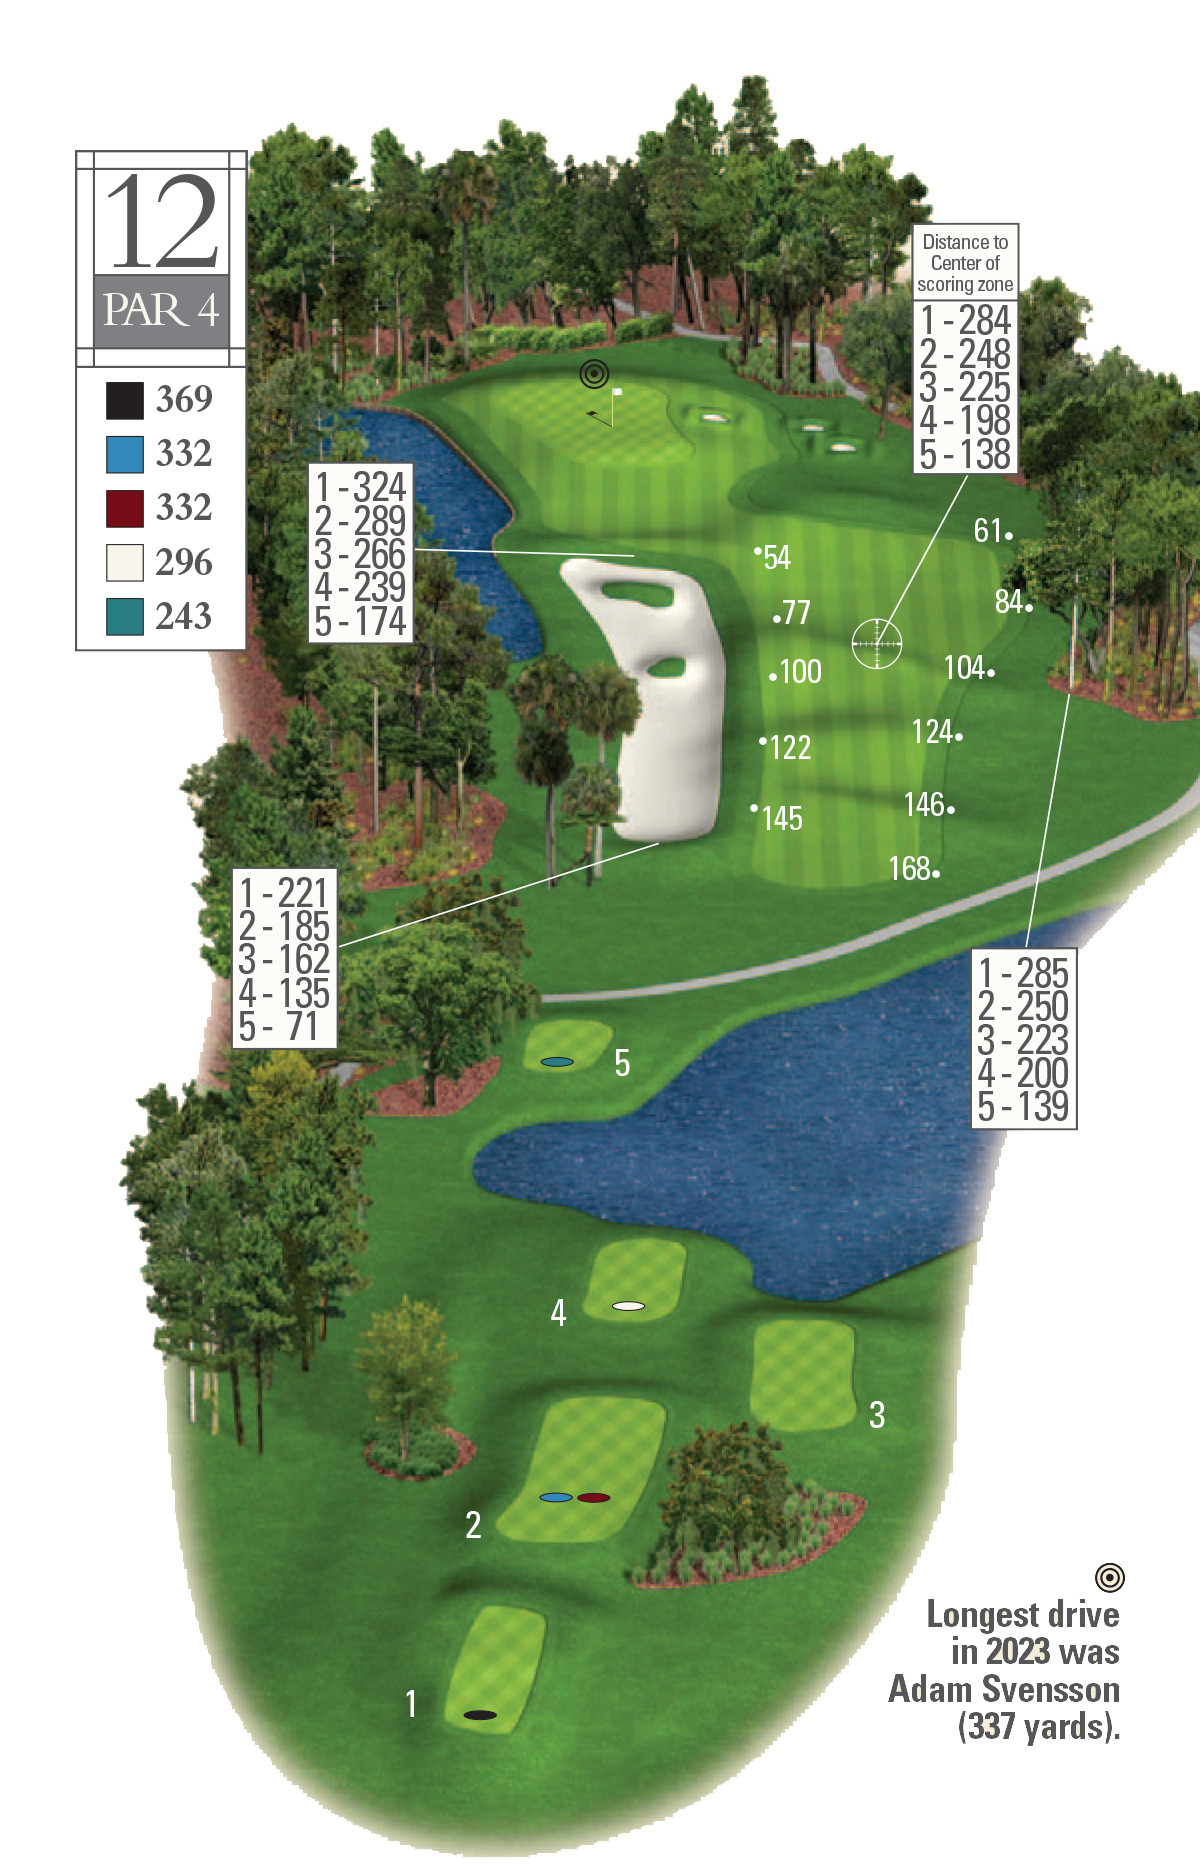 12
PAR 4
369
332
332
296
243
Distance to
Center of
scoring zone
1 - 284
2 - 248
3 - 225
4 - 198
5 - 138
1 - 324
2 - 289
3 - 266
4 - 239
5 - 174
61
54
84
77
104
100
124
122
146
145
168
1 - 221
2 - 185
3 - 162
4 - 135
5 - 71
1 - 285
2 - 250
3 - 223
4 - 200
5 - 139
5
4
3
2
1
Longest drive
in 2023 was
Adam Svensson
(337 yards).